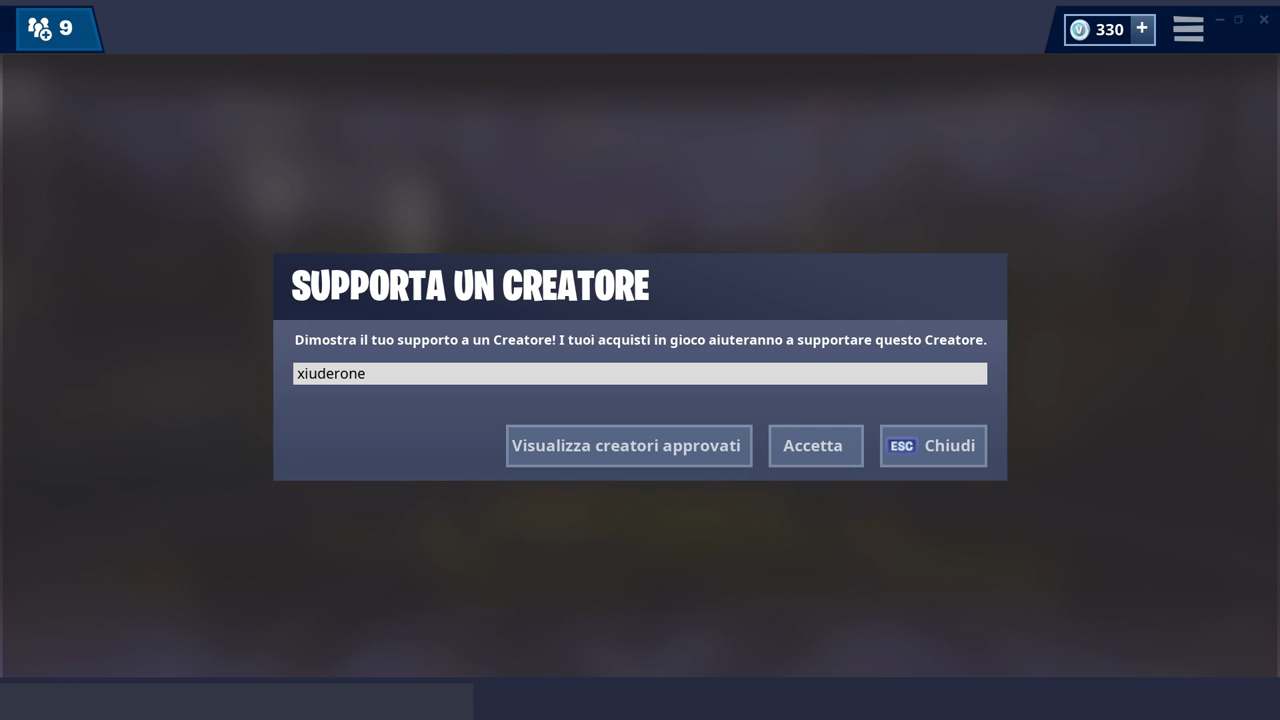 9
330 +
SUPPORTA UN CREATORE
Dimostra il tuo supporto a un Creatore! I tuoi acquisti in gioco aiuteranno a supportare questo Creatore.
xiuderone
Visualizza creatori approvati
Accetta
ESC Chiudi